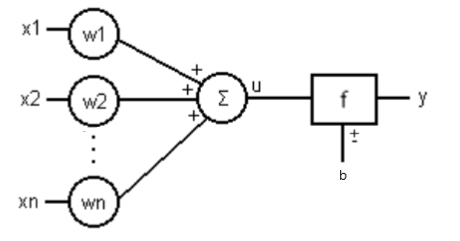 x1 w1
+
x2 w2 + Σ u f y
+
±
b
xn wn